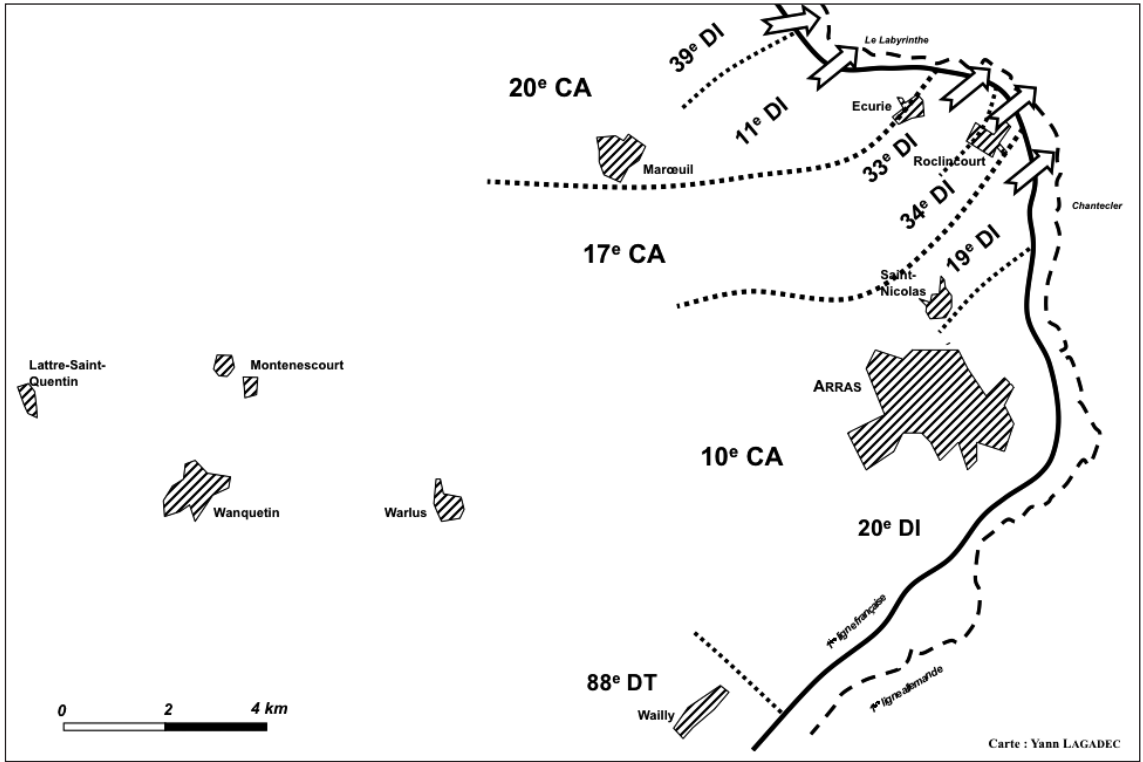 39e DI
Le Labyrinthe
20e CA
11e DI
Ecurie
33e DI
Roclincourt
Marœuil
34e DI
Chantecler
17e CA
19e DI
Saint-
Nicolas
Lattre-Saint-
Quentin
Montenescourt
ARRAS
10e CA
Wanquetin
Warlus
20e DI
1re ligne française
1re ligne allemande
88e DT
Wailly
0 2 4 km
Carte : Yann LAGADEC